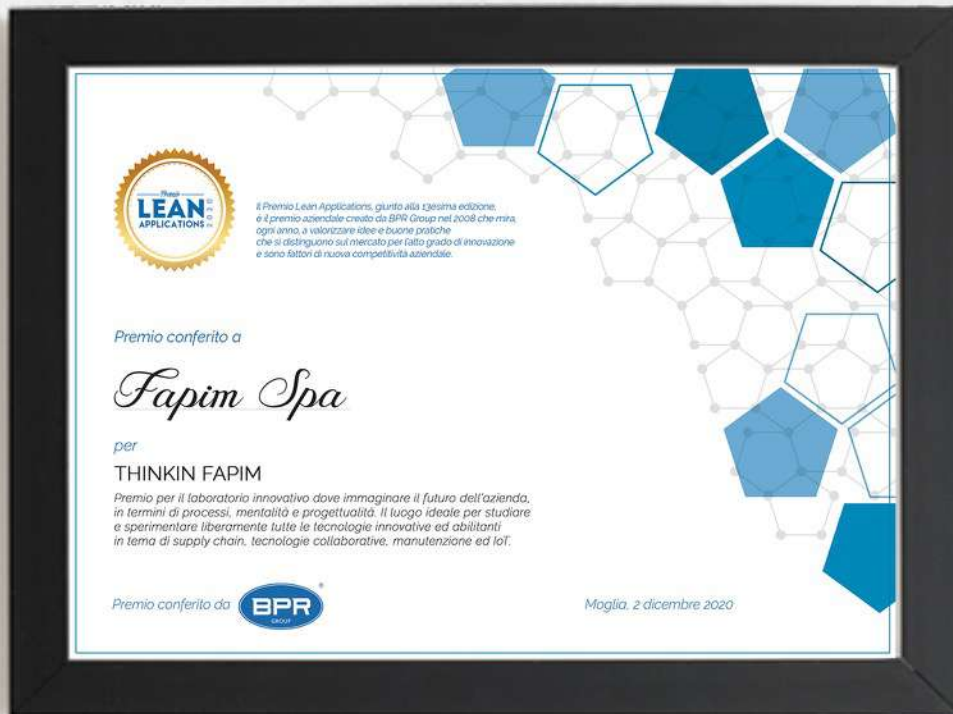 Premio
LEAN
APPLICATIONS
2020
Il Premio Lean Applications, giunto alla 13esima edizione,
è il premio aziendale creato da BPR Group nel 2008 che mira,
ogni anno, a valorizzare idee e buone pratiche
che si distinguono sul mercato per l'alto grado di innovazione
e sono fattori di nuova competitività aziendale.
Premio conferito a
Fapim Spa
per
THINKIN FAPIM
Premio per il laboratorio innovativo dove immaginare il futuro dell'azienda,
in termini di processi, mentalità e progettualità. Il luogo ideale per studiare
e sperimentare liberamente tutte le tecnologie innovative ed abilitanti
in tema di supply chain, tecnologie collaborative, manutenzione ed IoT.
Premio conferito da BPR ®
GROUP
Moglia, 2 dicembre 2020